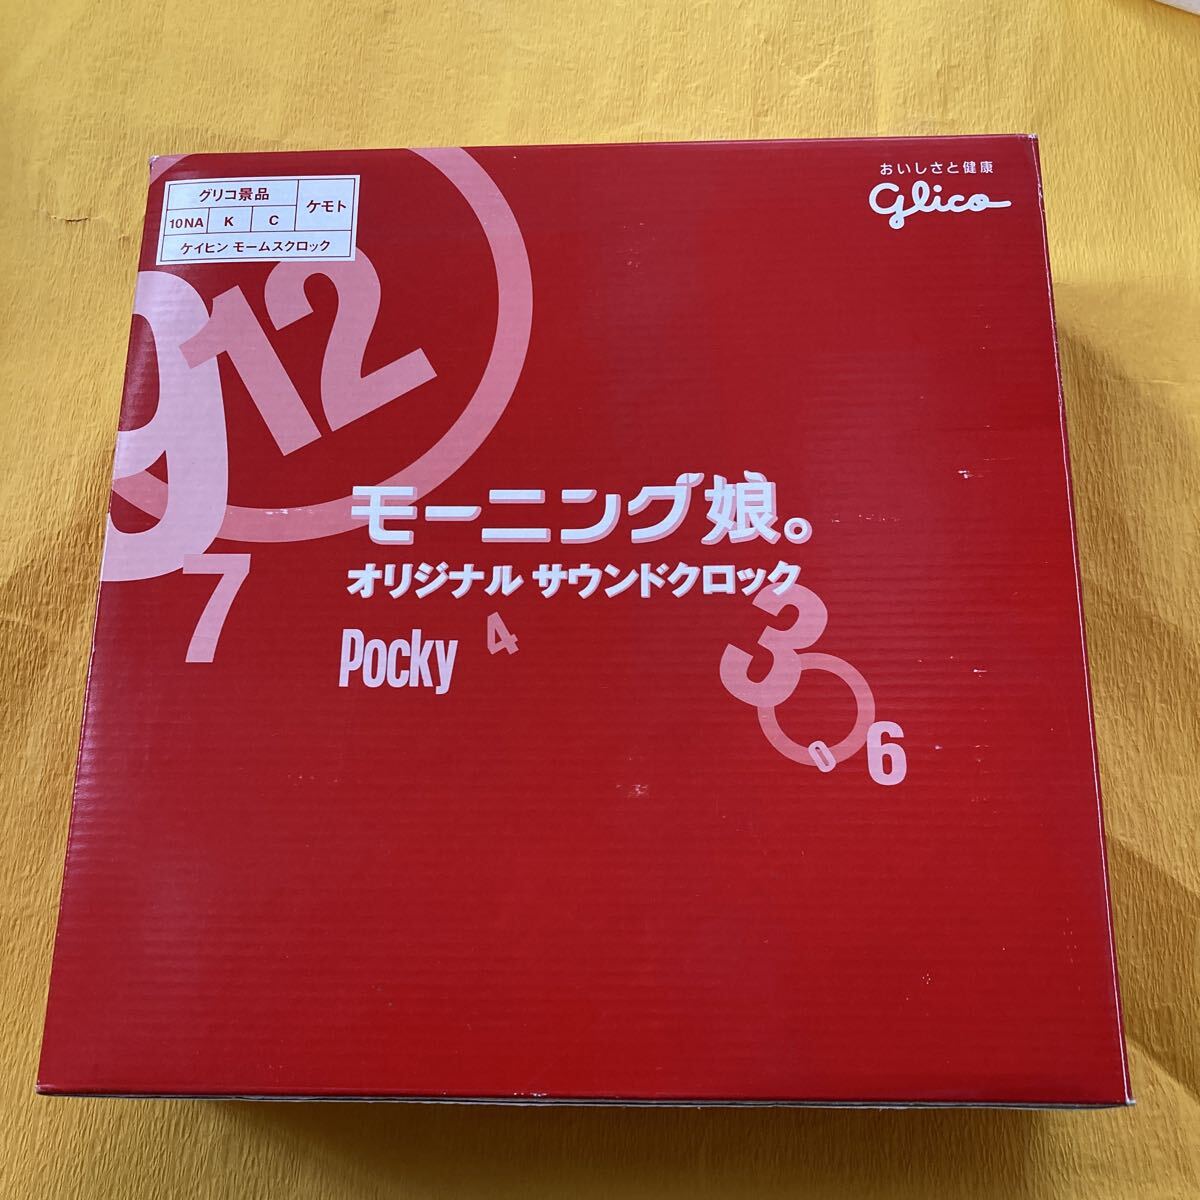 グリコ景品
10NA K C ケモト
ケイヒン モームスクロック
おいしさと健康
Glico
9
12
7
モーニング娘。
オリジナル サウンドクロック
Pocky
4
3
0
6